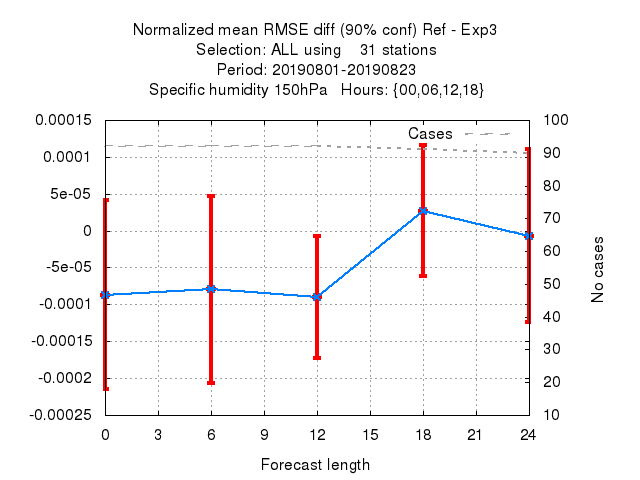 Normalized mean RMSE diff (90% conf) Ref - Exp3
Selection: ALL using    31 stations
Period: 20190801-20190823
Specific humidity 150hPa   Hours: {00,06,12,18}
0.00015
0.0001
5e-05
0
-5e-05
-0.0001
-0.00015
-0.0002
-0.00025
Cases
100
90
80
70
60
50
40
30
20
10
No cases
0 3 6 9 12 15 18 21 24
Forecast length